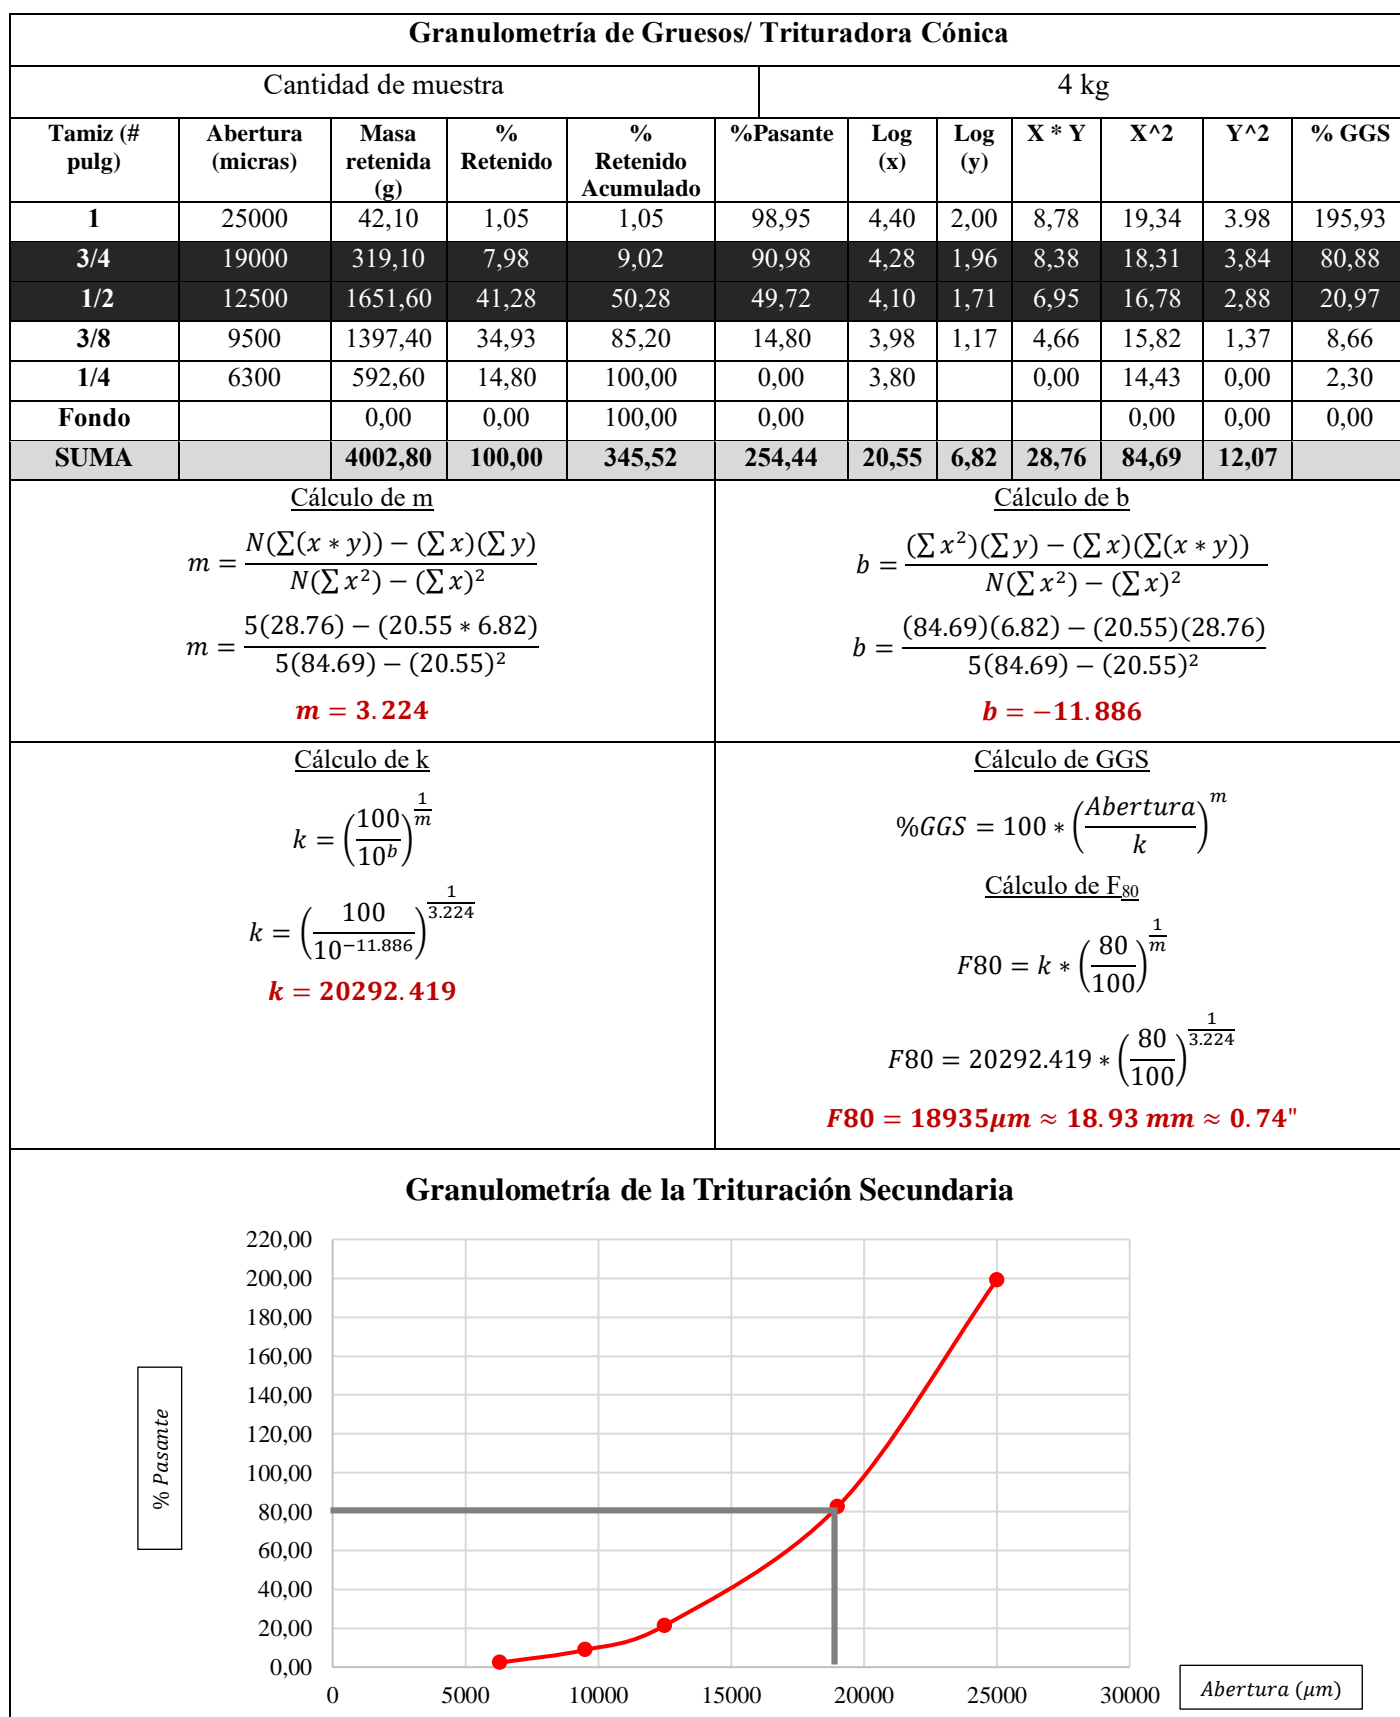 Granulometría de Gruesos/ Trituradora Cónica
Cantidad de muestra 4 kg
Tamiz (# pulg) Abertura (micras) Masa retenida (g) % Retenido % Retenido Acumulado %Pasante Log (x) Log (y) X * Y X^2 Y^2 % GGS
1 25000 42,10 1,05 1,05 98,95 4,40 2,00 8,78 19,34 3.98 195,93
3/4 19000 319,10 7,98 9,02 90,98 4,28 1,96 8,38 18,31 3,84 80,88
1/2 12500 1651,60 41,28 50,28 49,72 4,10 1,71 6,95 16,78 2,88 20,97
3/8 9500 1397,40 34,93 85,20 14,80 3,98 1,17 4,66 15,82 1,37 8,66
1/4 6300 592,60 14,80 100,00 0,00 3,80 0,00 14,43 0,00 2,30
Fondo 0,00 0,00 100,00 0,00 0,00 0,00 0,00
SUMA 4002,80 100,00 345,52 254,44 20,55 6,82 28,76 84,69 12,07
Cálculo de m
m = N(∑(x * y)) − (∑ x)(∑ y) / N(∑ x²) − (∑ x)²
m = 5(28.76) − (20.55 * 6.82) / 5(84.69) − (20.55)²
m = 3.224
Cálculo de b
b = (∑ x²)(∑ y) − (∑ x)(∑(x * y)) / N(∑ x²) − (∑ x)²
b = (84.69)(6.82) − (20.55)(28.76) / 5(84.69) − (20.55)²
b = −11.886
Cálculo de k
k = (100 / 10^b)^(1/m)
k = (100 / 10^−11.886)^(1/3.224)
k = 20292.419
Cálculo de GGS
%GGS = 100 * (Abertura / k)^m
Cálculo de F80
F80 = k * (80 / 100)^(1/m)
F80 = 20292.419 * (80 / 100)^(1/3.224)
F80 = 18935μm ≈ 18.93 mm ≈ 0.74"
Granulometría de la Trituración Secundaria
220,00
200,00
180,00
160,00
140,00
120,00
100,00
80,00
60,00
40,00
20,00
0,00
% Pasante
0 5000 10000 15000 20000 25000 30000
Abertura (μm)